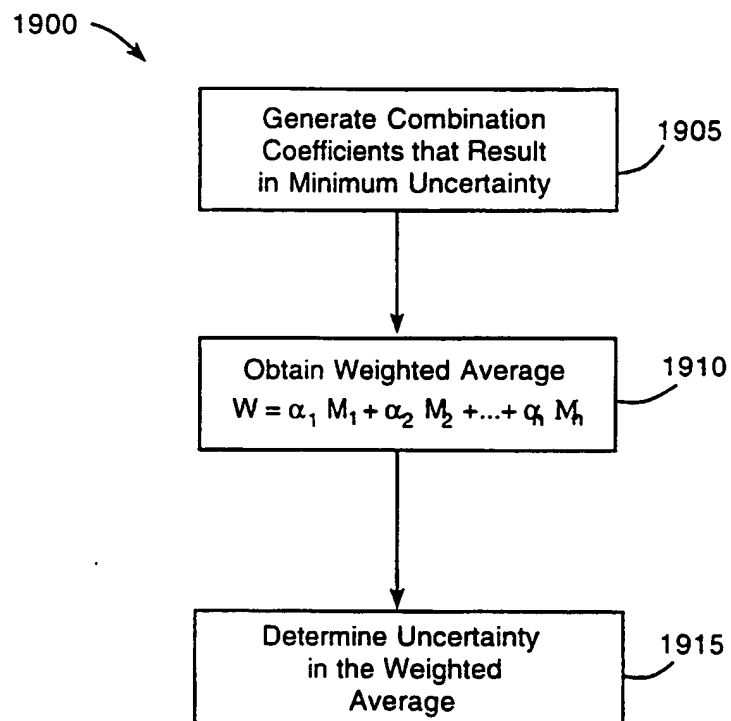 1900
Generate Combination
Coefficients that Result
in Minimum Uncertainty
1905
Obtain Weighted Average
W = α₁ M₁ + α₂ M₂ +...+ αₙ Mₙ
1910
Determine Uncertainty
in the Weighted
Average
1915